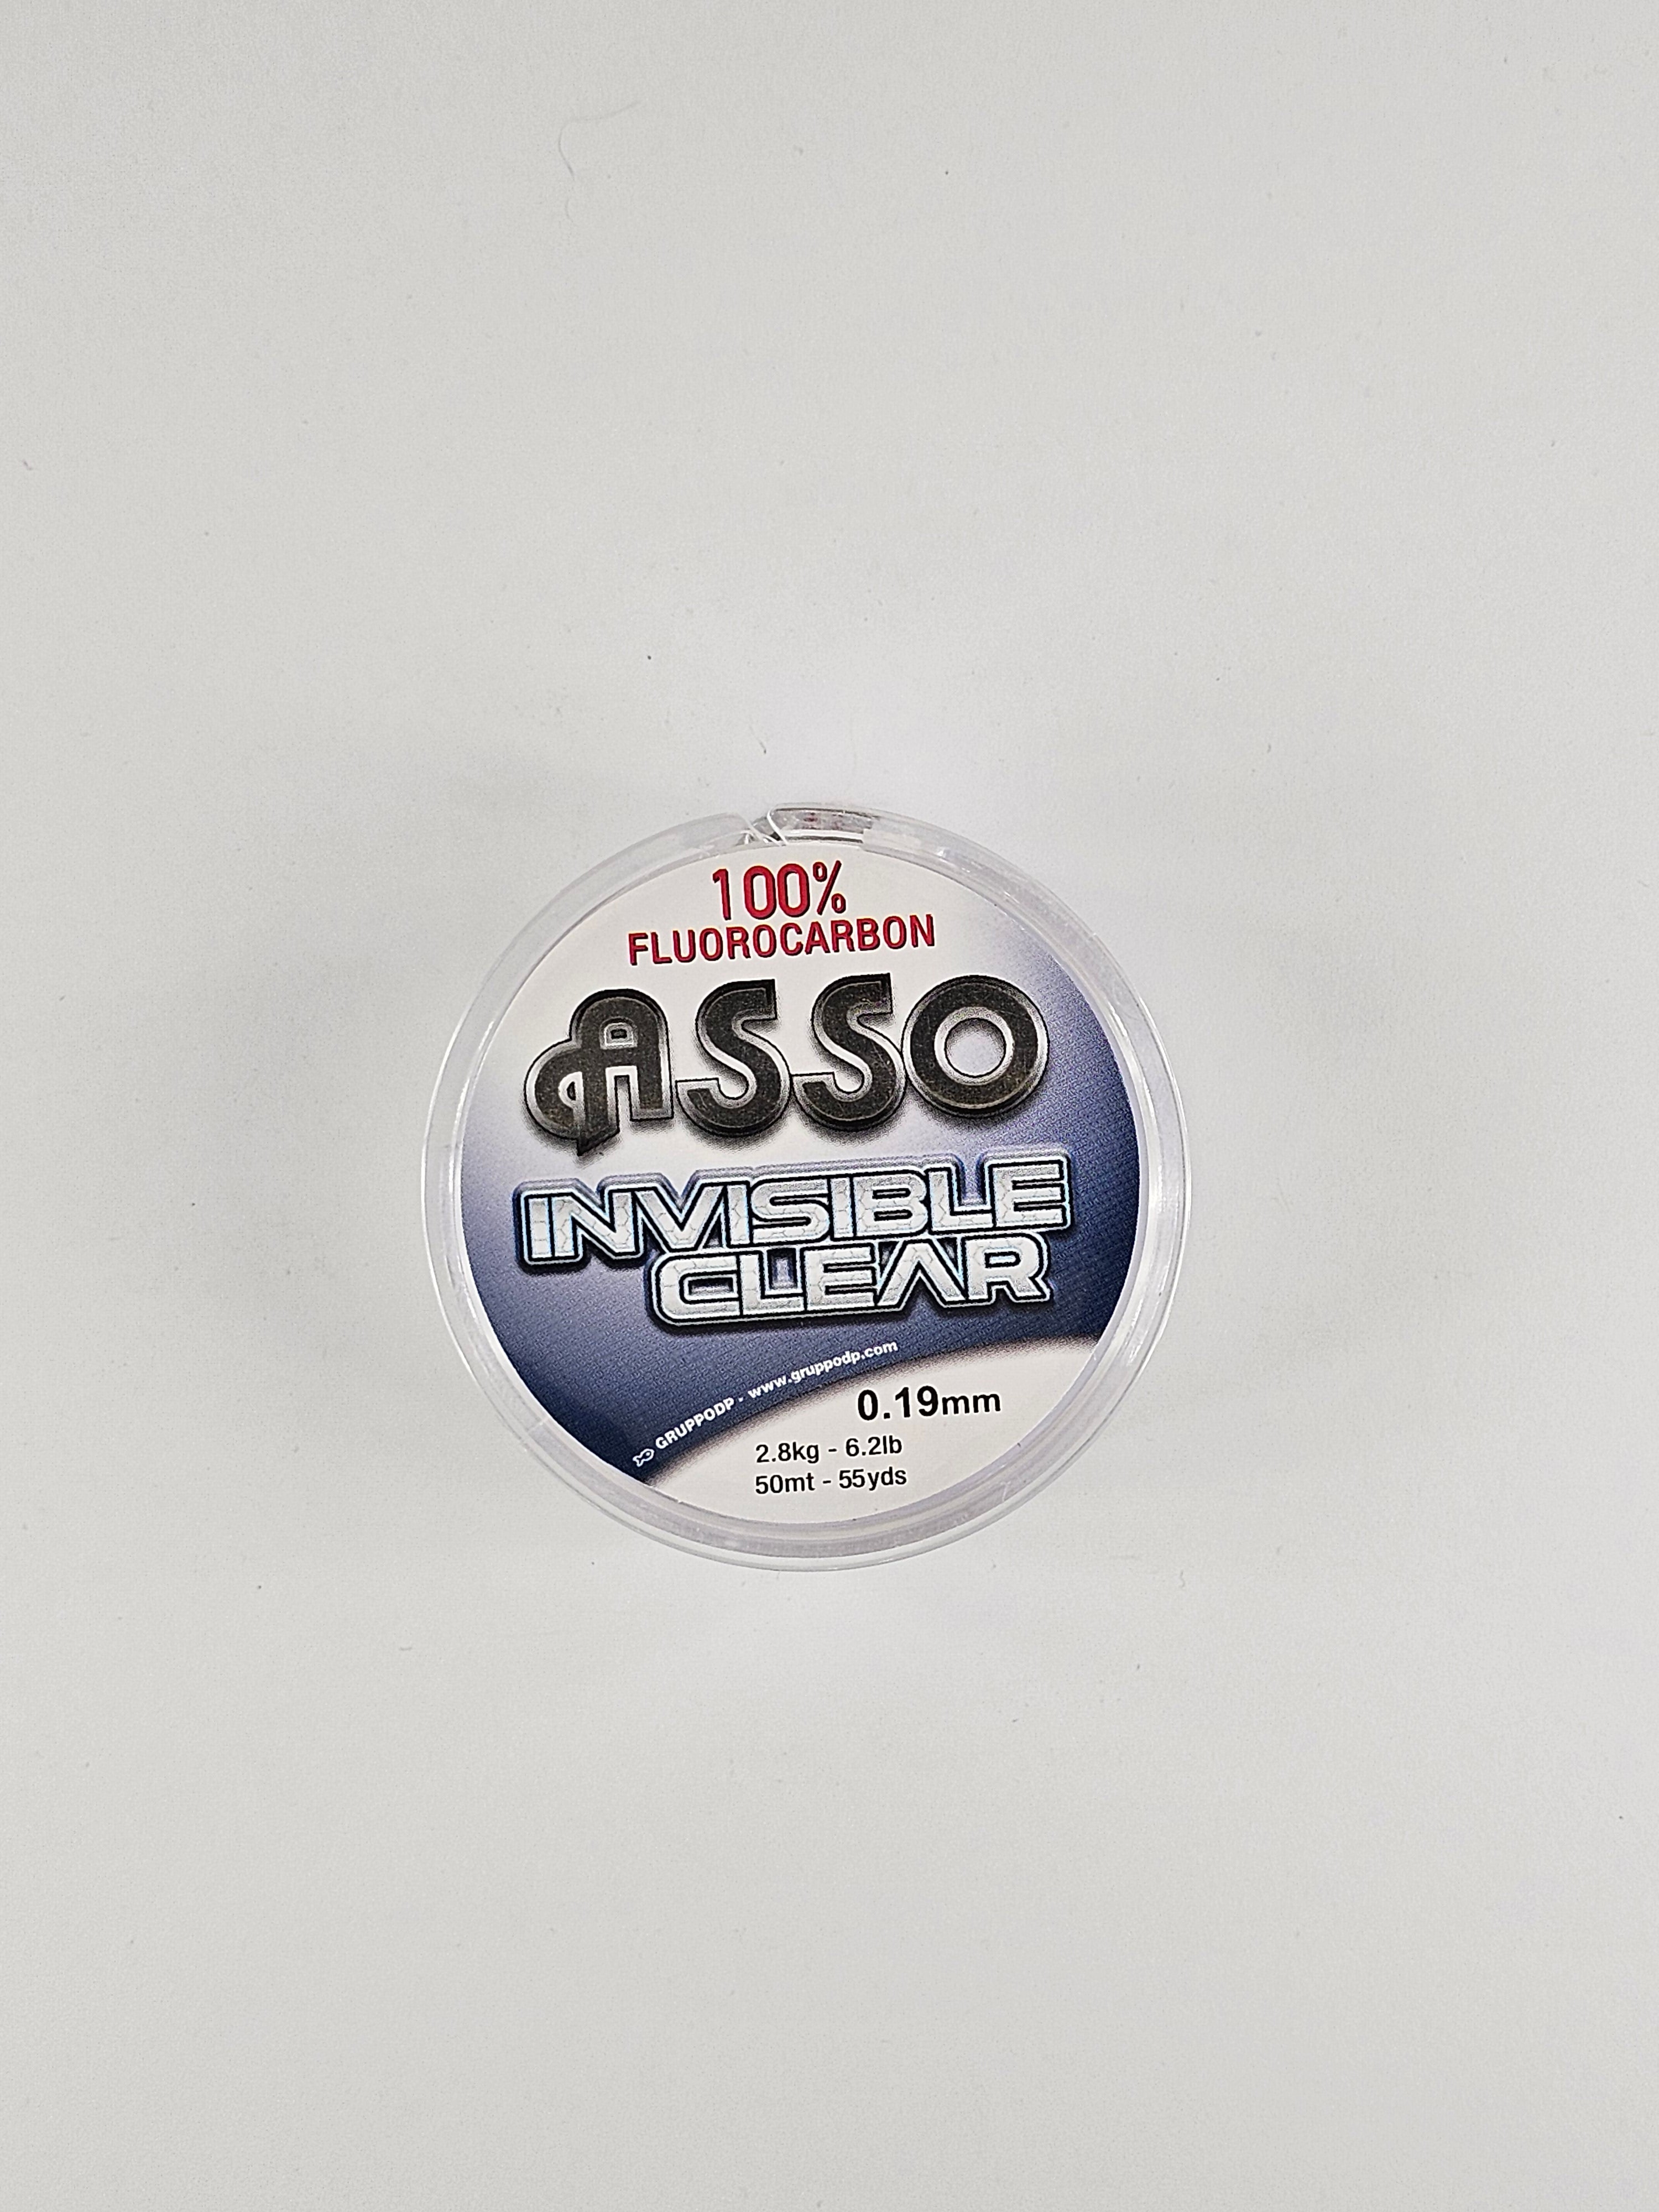 100%
FLUOROCARBON
ASSO
INVISIBLE
CLEAR
GRUPPODP - www.gruppodp.com
0.19mm
2.8kg - 6.2lb
50mt - 55yds